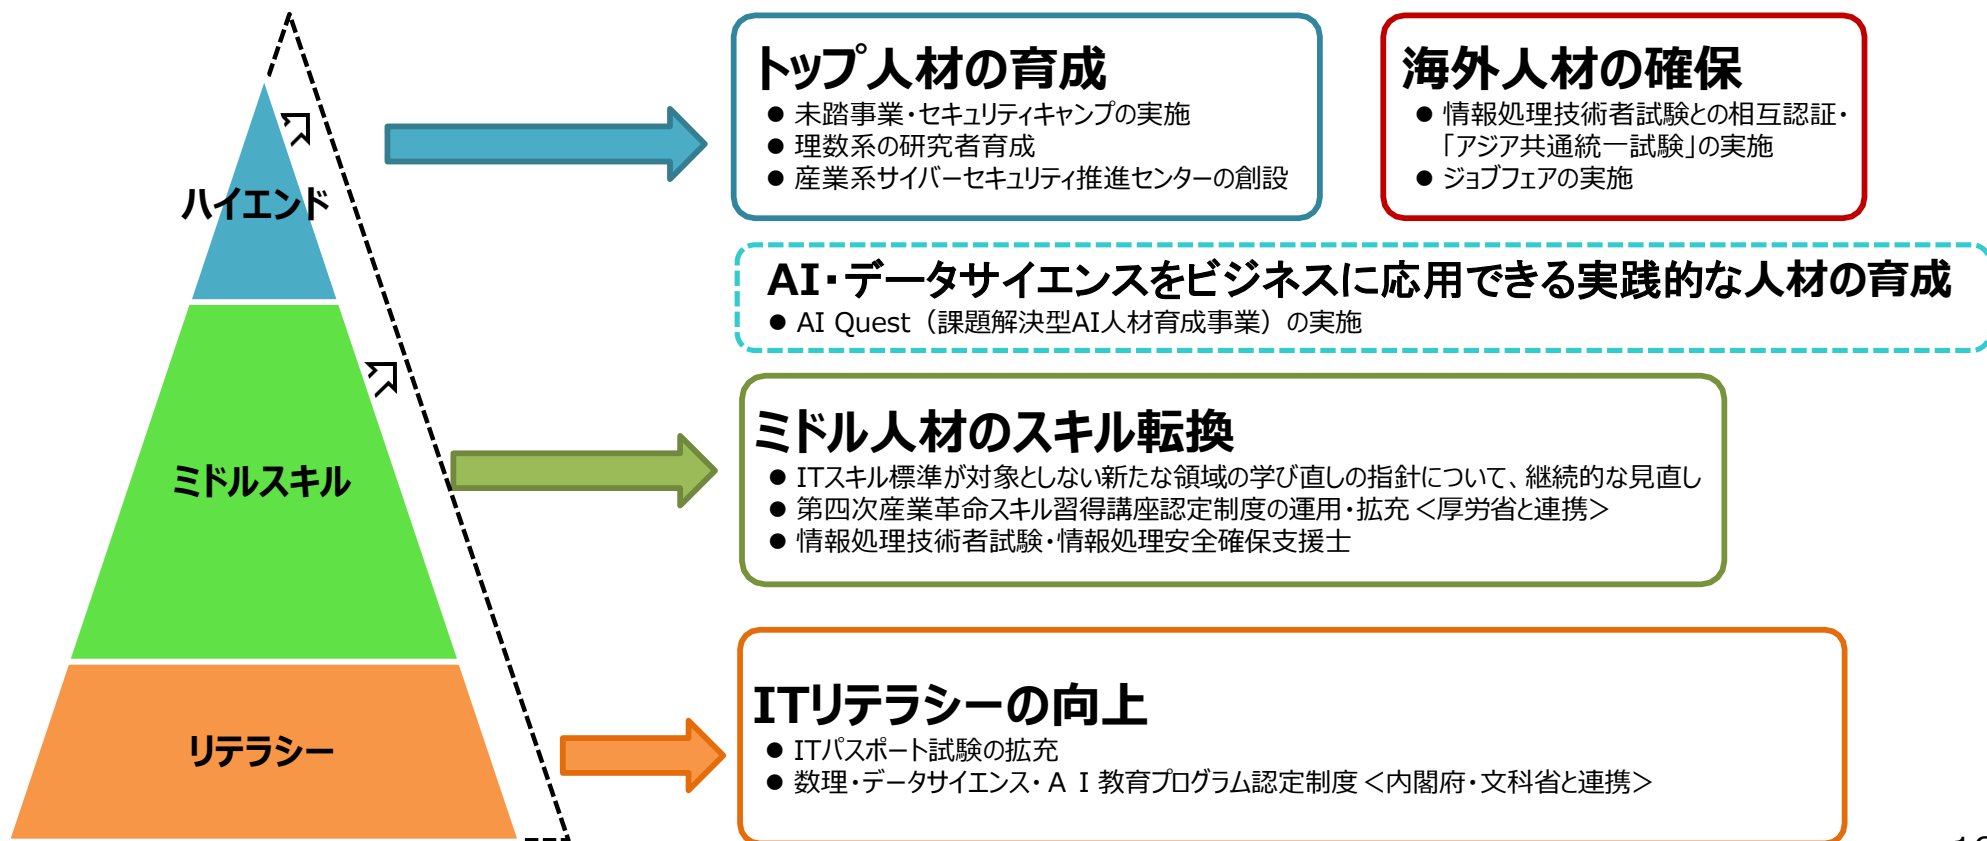 ハイエンド
ミドルスキル
リテラシー
トップ人材の育成
● 未踏事業・セキュリティキャンプの実施
● 理数系の研究者育成
● 産業系サイバーセキュリティ推進センターの創設
海外人材の確保
● 情報処理技術者試験との相互認証・
「アジア共通統一試験」の実施
● ジョブフェアの実施
AI・データサイエンスをビジネスに応用できる実践的な人材の育成
● AI Quest（課題解決型AI人材育成事業）の実施
ミドル人材のスキル転換
● ITスキル標準が対象としない新たな領域の学び直しの指針について、継続的な見直し
● 第四次産業革命スキル習得講座認定制度の運用・拡充＜厚労省と連携＞
● 情報処理技術者試験・情報処理安全確保支援士
ITリテラシーの向上
● ITパスポート試験の拡充
● 数理・データサイエンス・ＡＩ教育プログラム認定制度＜内閣府・文科省と連携＞